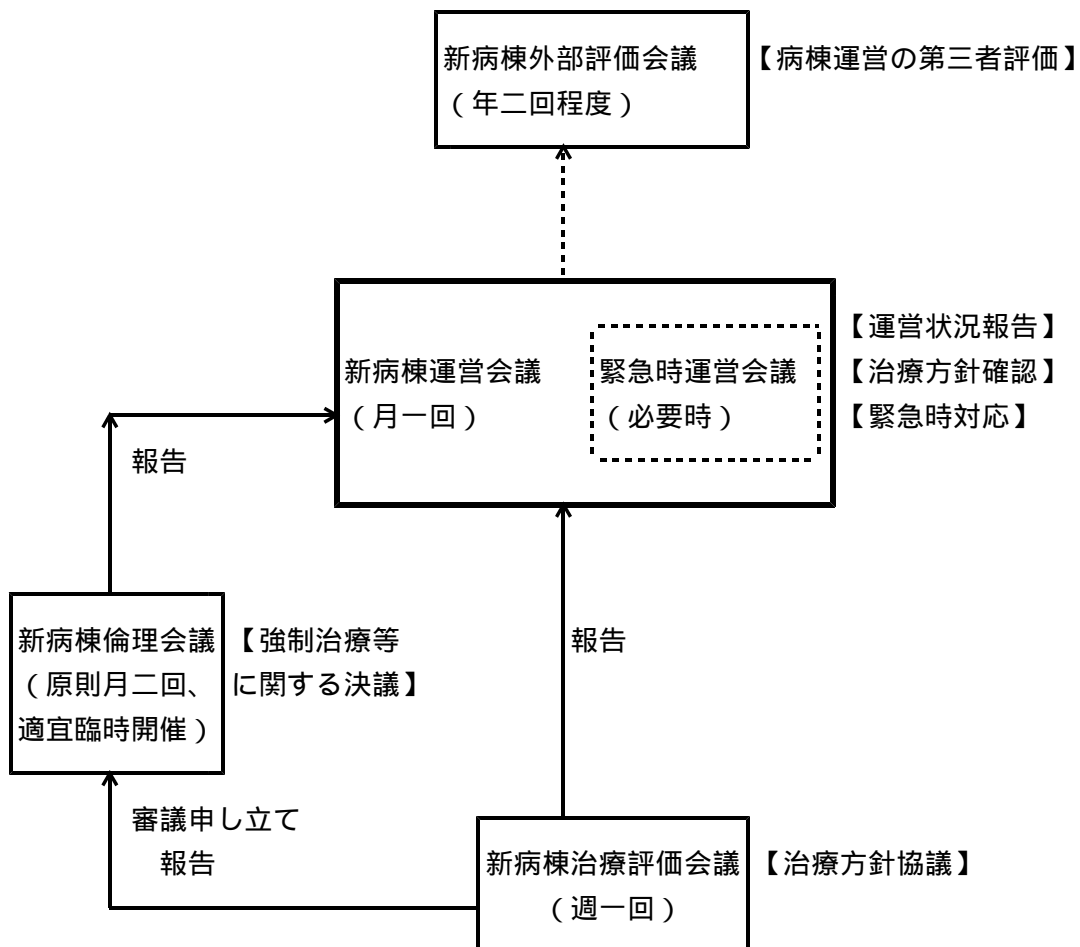 新病棟外部評価会議
(年二回程度)
【病棟運営の第三者評価】
新病棟運営会議
(月一回)
緊急時運営会議
(必要時)
【運営状況報告】
【治療方針確認】
【緊急時対応】
報告
新病棟倫理会議
(原則月二回、
適宜臨時開催)
【強制治療等
に関する決議】
報告
審議申し立て
報告
新病棟治療評価会議
(週一回)
【治療方針協議】